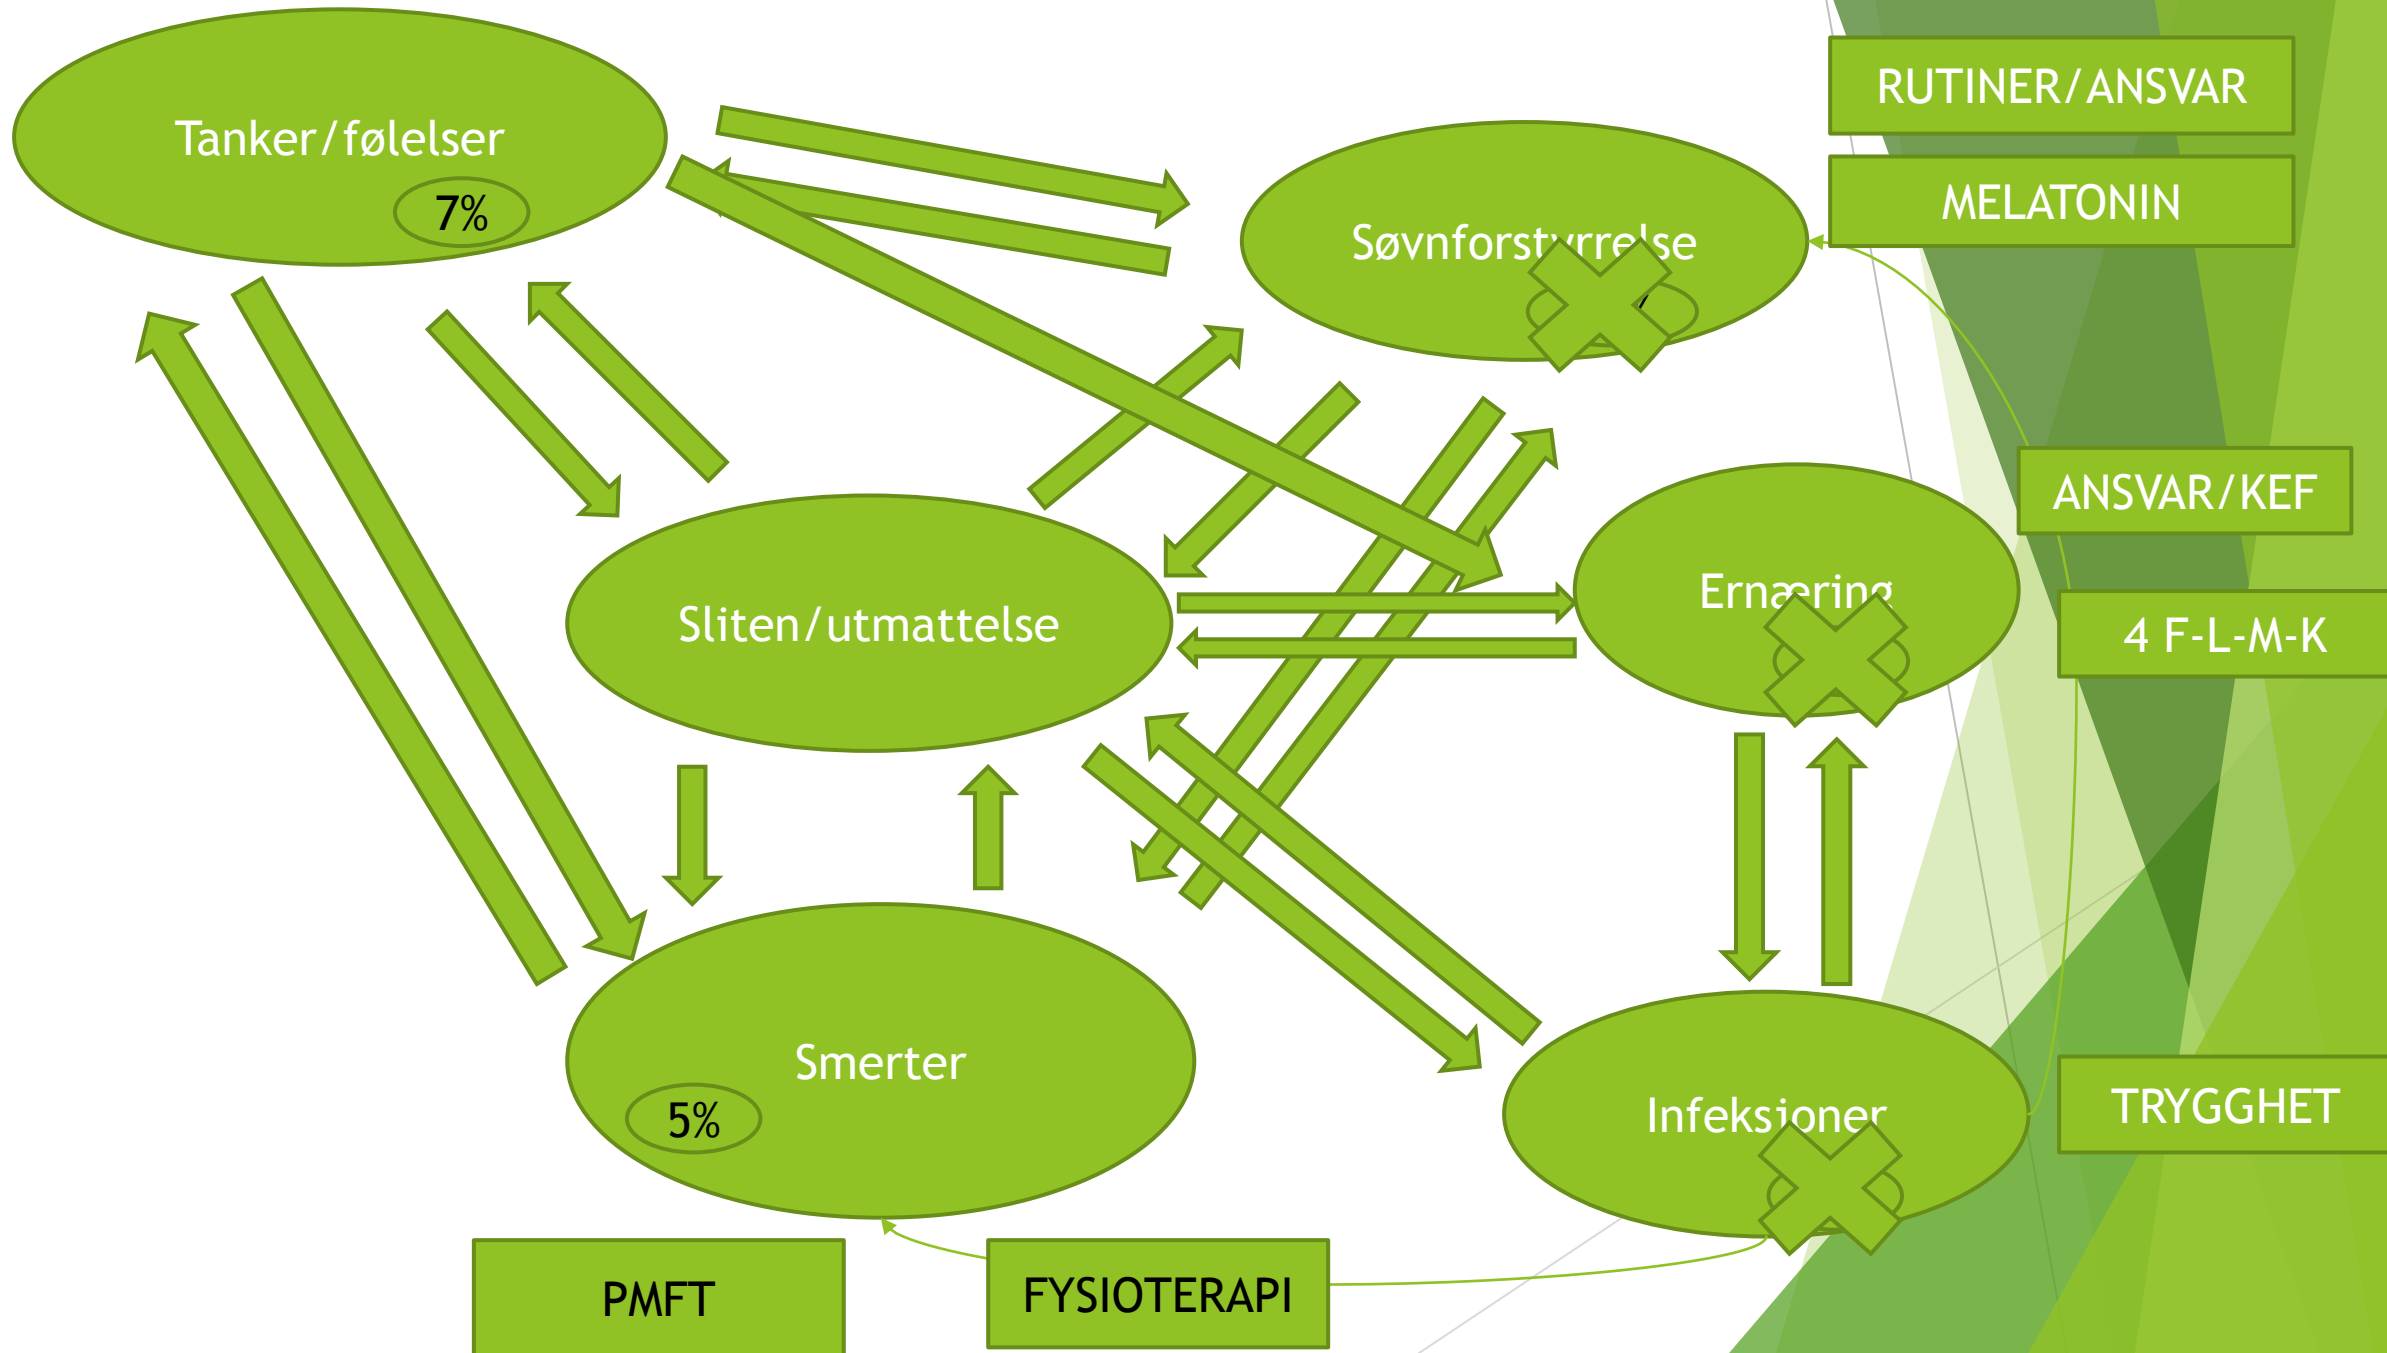 Tanker/følelser
7%
Søvnforstyrrelse
RUTINER/ANSVAR
MELATONIN
ANSVAR/KEF
Sliten/utmattelse
Ernæring
4 F-L-M-K
Smerter
5%
Infeksjoner
TRYGGHET
PMFT
FYSIOTERAPI